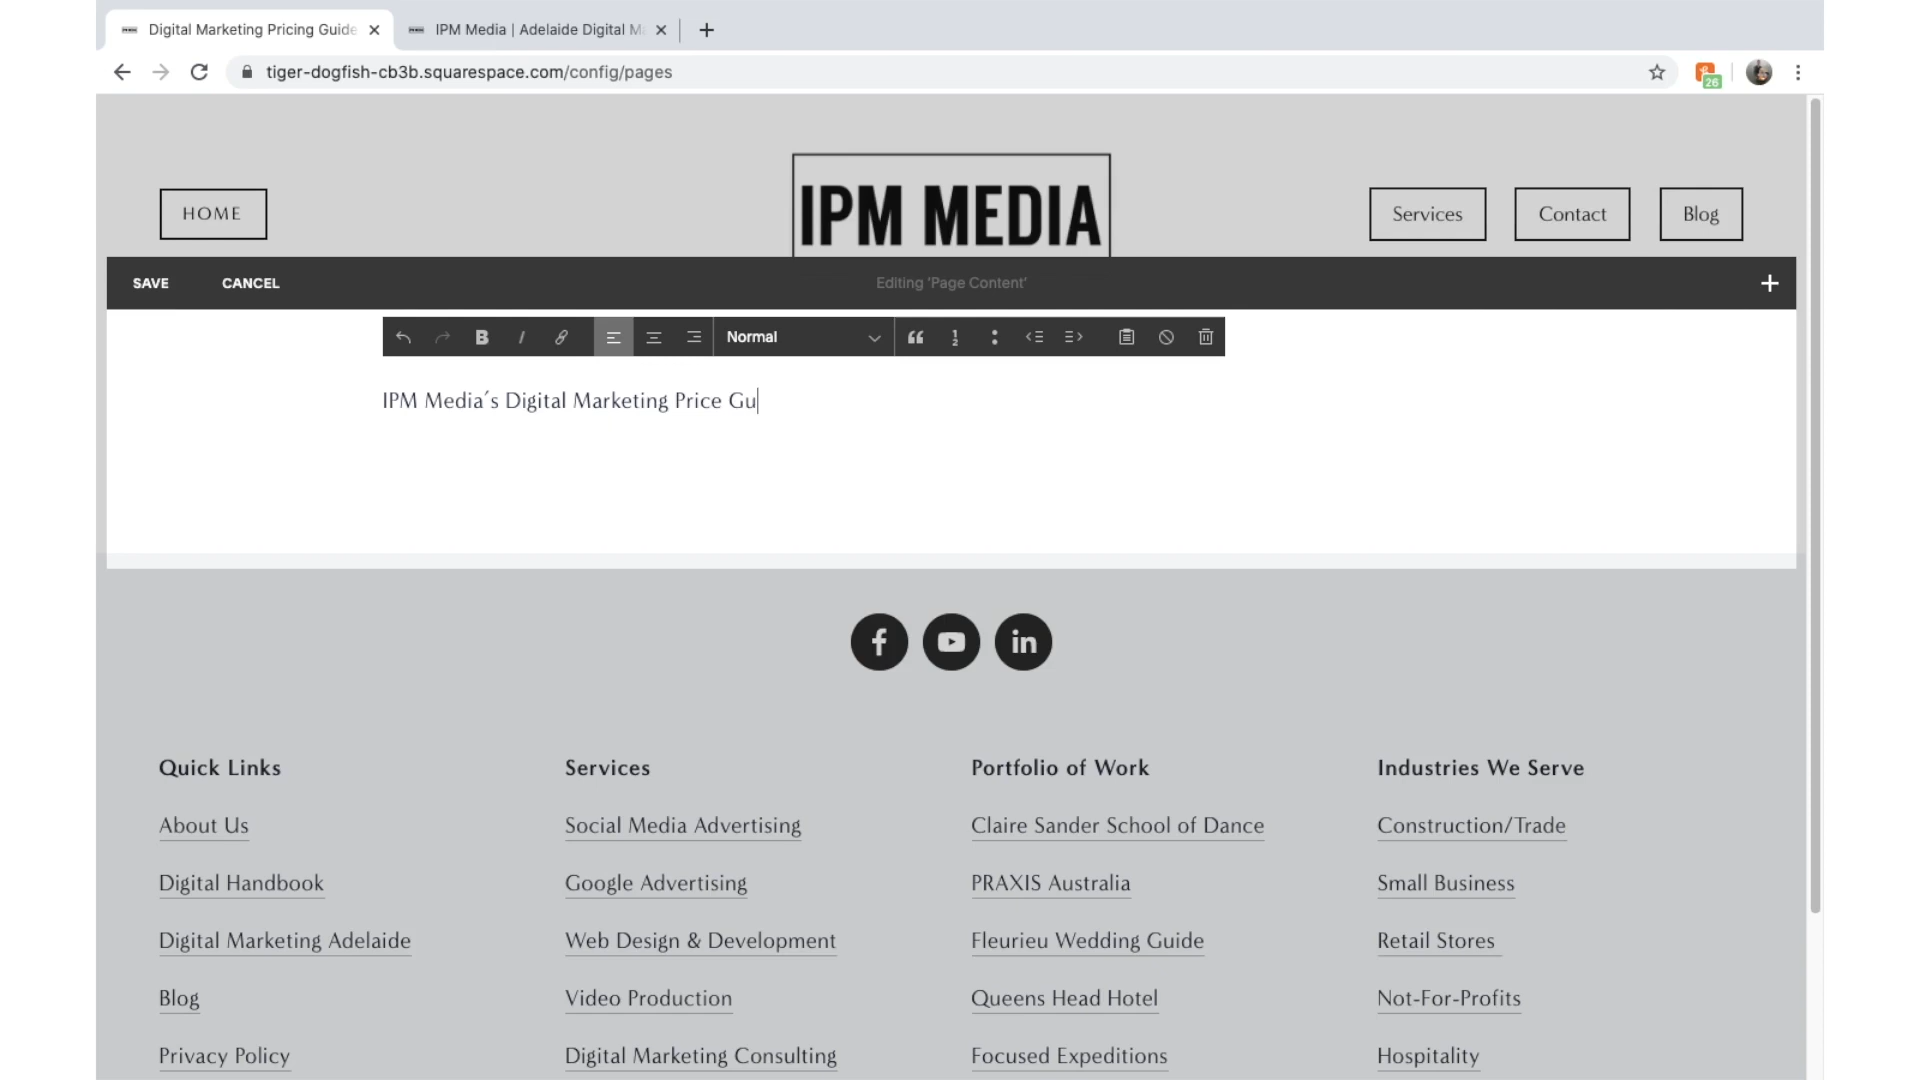 Digital Marketing Pricing Guide
IPM Media | Adelaide Digital M
tiger-dogfish-cb3b.squarespace.com/config/pages
26
HOME
IPM MEDIA
Services
Contact
Blog
SAVE
CANCEL
Editing 'Page Content'
Normal
IPM Media´s Digital Marketing Price Gu
Quick Links
About Us
Digital Handbook
Digital Marketing Adelaide
Blog
Privacy Policy
Services
Social Media Advertising
Google Advertising
Web Design & Development
Video Production
Digital Marketing Consulting
Portfolio of Work
Claire Sander School of Dance
PRAXIS Australia
Fleurieu Wedding Guide
Queens Head Hotel
Focused Expeditions
Industries We Serve
Construction/Trade
Small Business
Retail Stores
Not-For-Profits
Hospitality